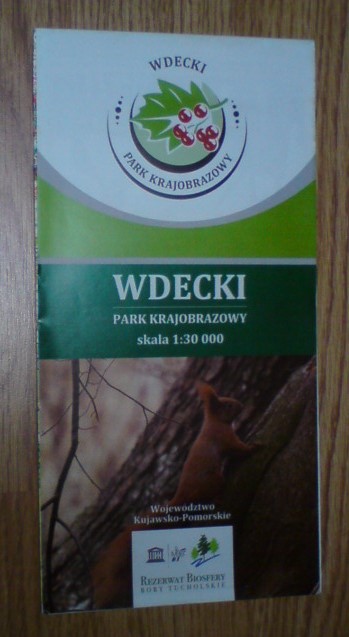 WDECKI
PARK KRAJOBRAZOWY
WDECKI
PARK KRAJOBRAZOWY
skala 1:30 000
Województwo
Kujawsko-Pomorskie
REZERWAT BIOSFERY
BORY TUCHOLSKIE